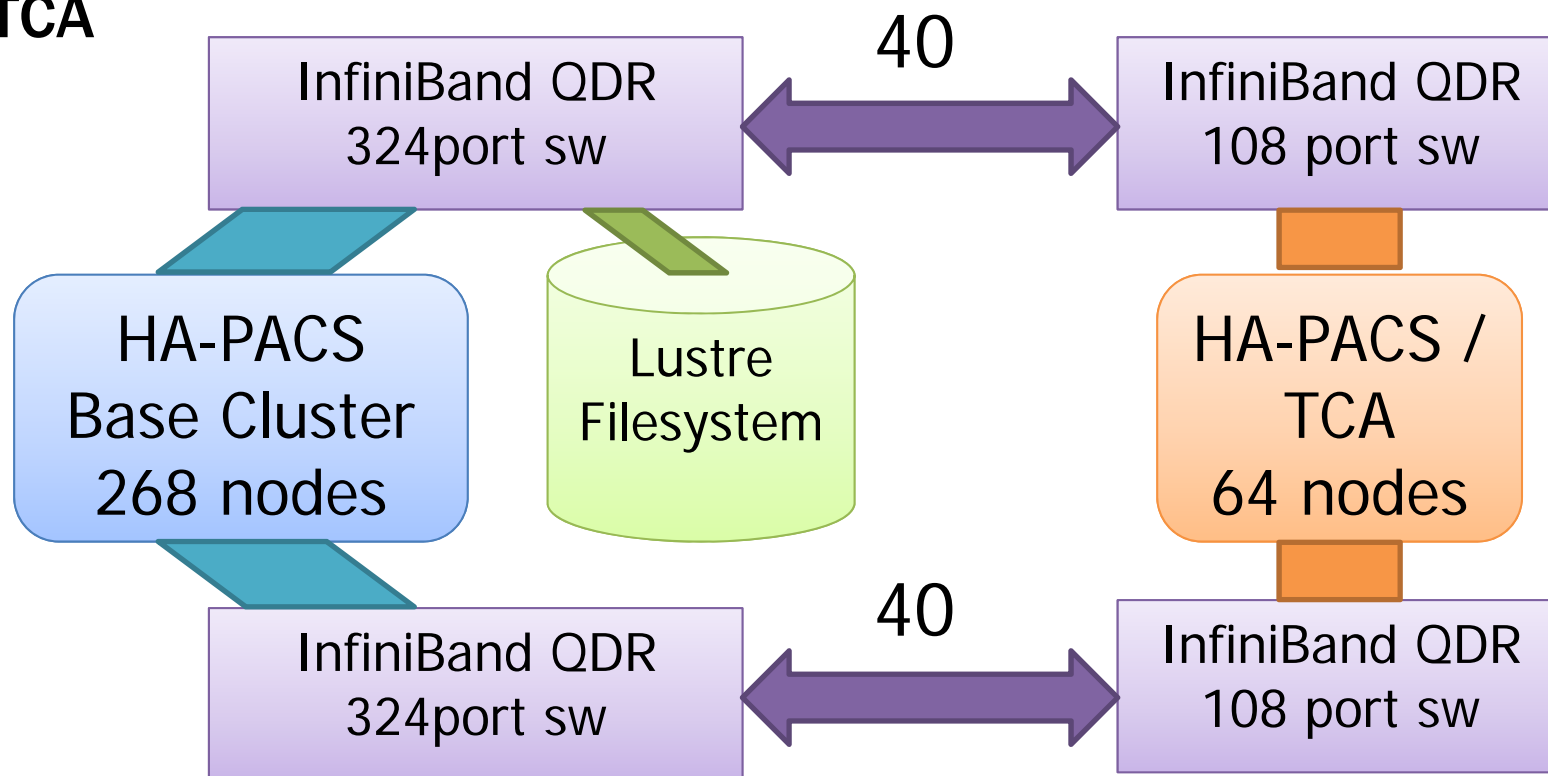 TCA
InfiniBand QDR
324port sw
40
InfiniBand QDR
108 port sw
HA-PACS
Base Cluster
268 nodes
Lustre
Filesystem
HA-PACS /
TCA
64 nodes
InfiniBand QDR
324port sw
40
InfiniBand QDR
108 port sw